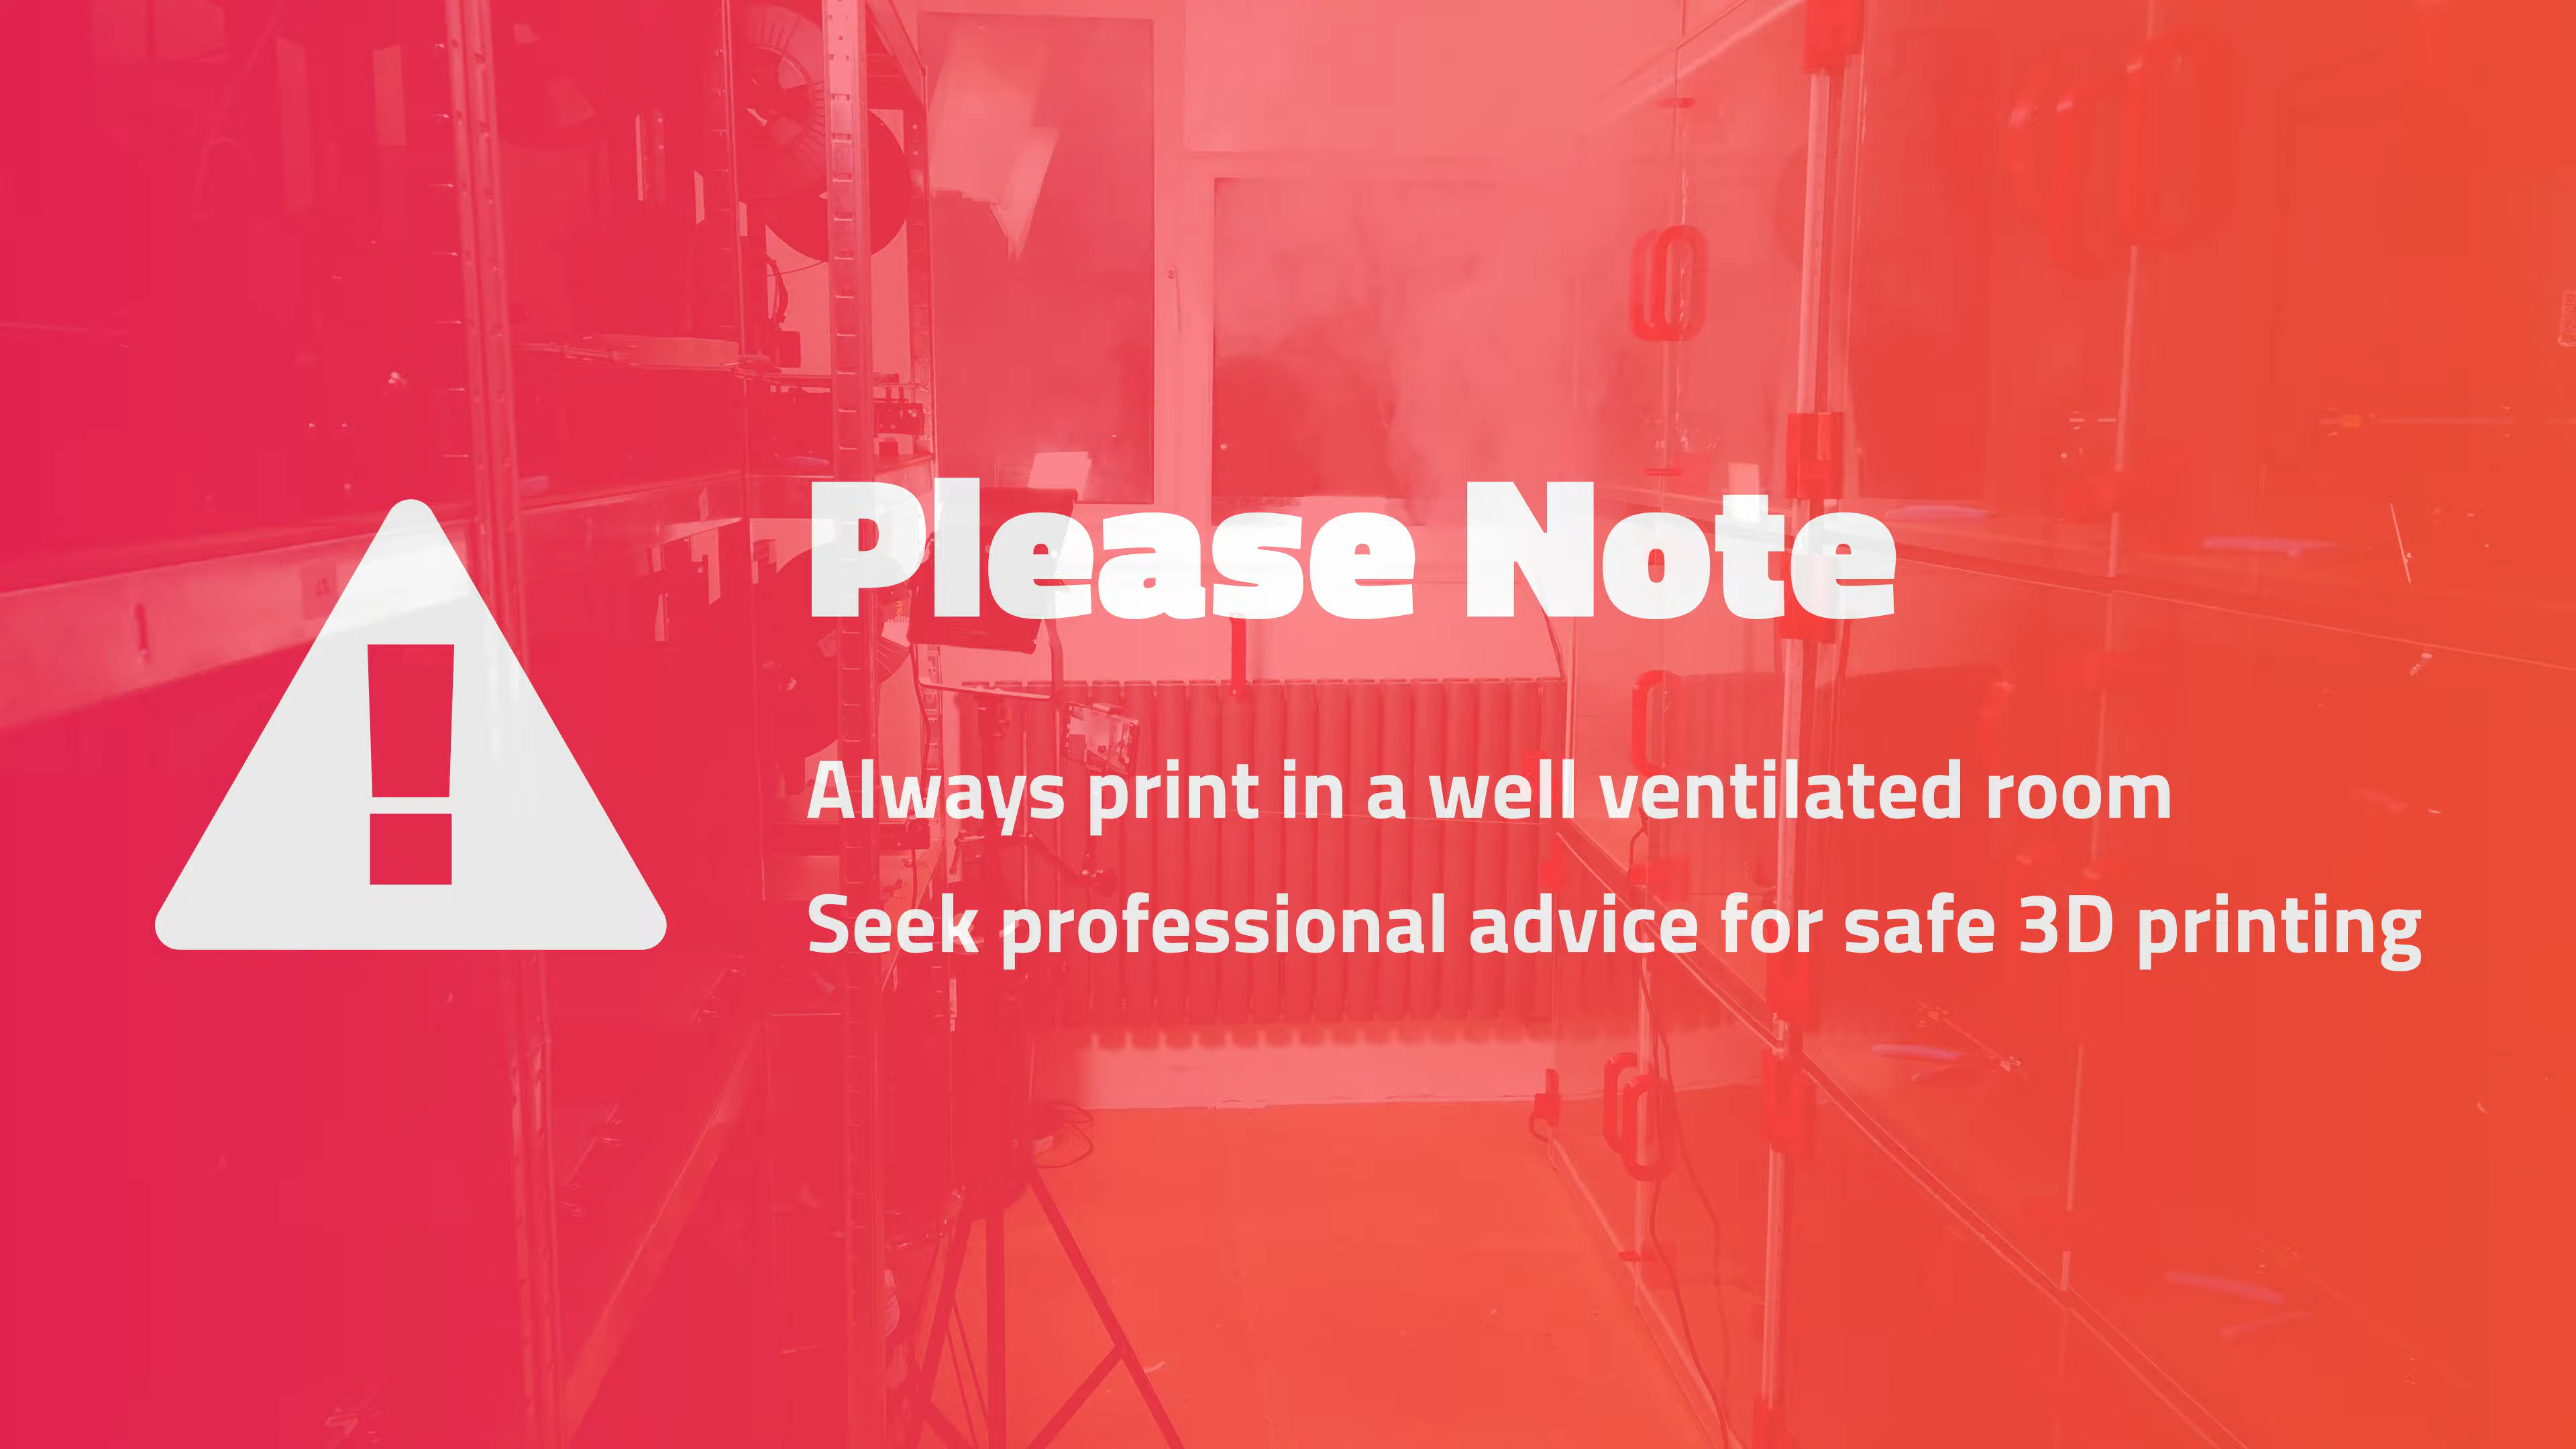 Please Note
Always print in a well ventilated room
Seek professional advice for safe 3D printing